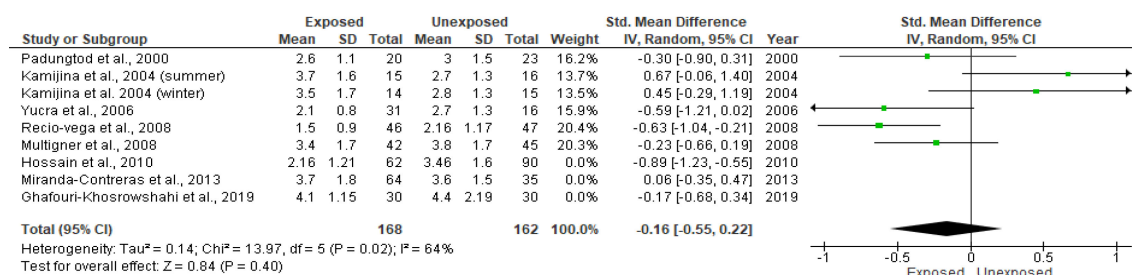 Exposed Unexposed Std. Mean Difference Std. Mean Difference
Study or Subgroup Mean SD Total Mean SD Total Weight IV, Random, 95% CI Year IV, Random, 95% CI
Padungtod et al., 2000 2.6 1.1 20 3 1.5 23 16.2% -0.30 [-0.90, 0.31] 2000
Kamijina et al., 2004 (summer) 3.7 1.6 15 2.7 1.3 16 13.7% 0.67 [-0.06, 1.40] 2004
Kamijina et al. 2004 (winter) 3.5 1.7 14 2.8 1.3 15 13.5% 0.45 [-0.29, 1.19] 2004
Yucra et al., 2006 2.1 0.8 31 2.7 1.3 16 15.9% -0.59 [-1.21, 0.02] 2006
Recio-vega et al., 2008 1.5 0.9 46 2.16 1.17 47 20.4% -0.63 [-1.04, -0.21] 2008
Multigner et al., 2008 3.4 1.7 42 3.8 1.7 45 20.3% -0.23 [-0.66, 0.19] 2008
Hossain et al., 2010 2.16 1.21 62 3.46 1.6 90 0.0% -0.89 [-1.23, -0.55] 2010
Miranda-Contreras et al., 2013 3.7 1.8 64 3.6 1.5 35 0.0% 0.06 [-0.35, 0.47] 2013
Ghafouri-Khosrowshahi et al., 2019 4.1 1.15 30 4.4 2.19 30 0.0% -0.17 [-0.68, 0.34] 2019
Total (95% CI) 168 162 100.0% -0.16 [-0.55, 0.22]
Heterogeneity: Tau² = 0.14; Chi² = 13.97, df = 5 (P = 0.02); I² = 64%
Test for overall effect: Z = 0.84 (P = 0.40)
-1 -0.5 0 0.5 1
Exposed Unexposed